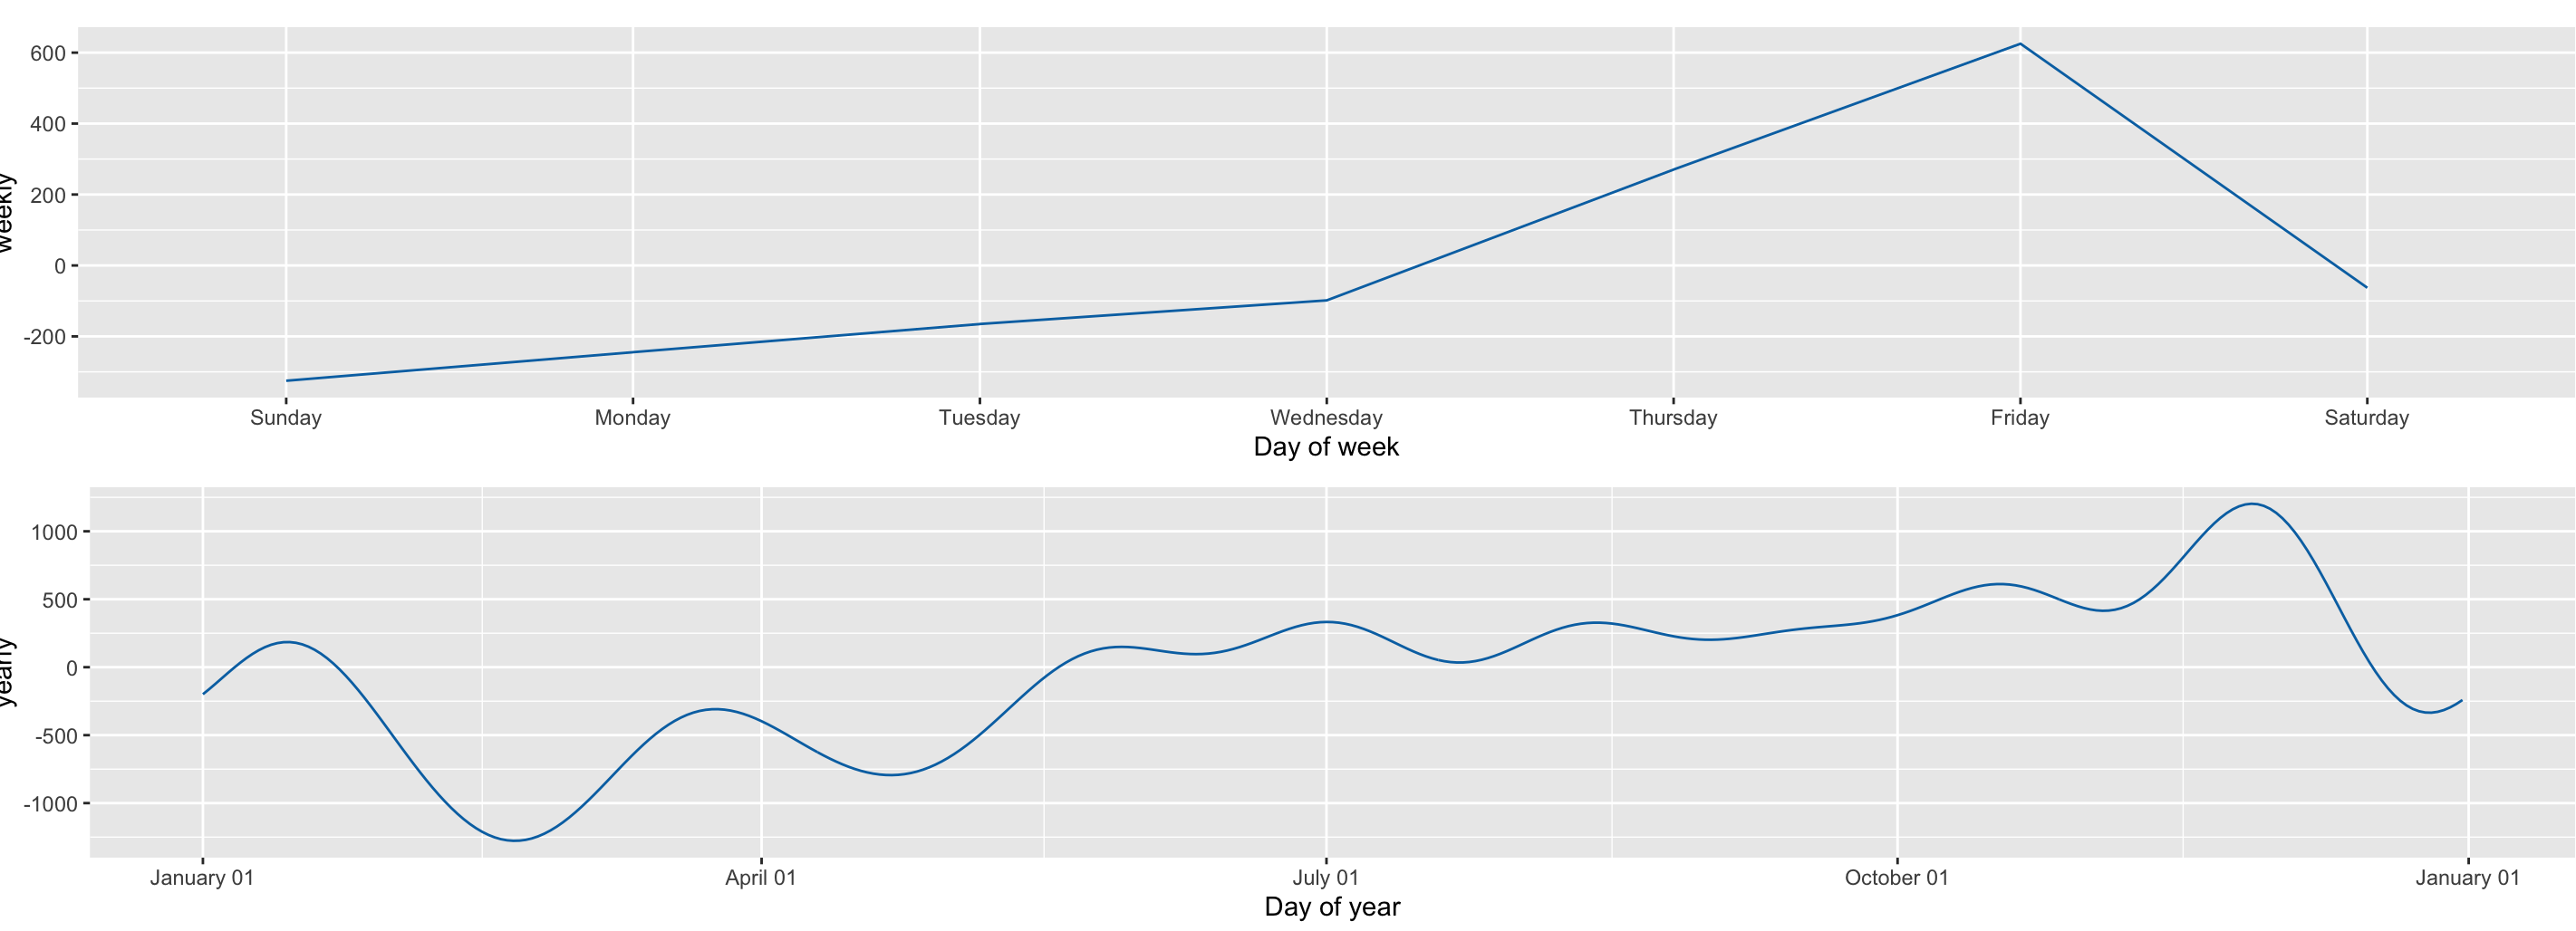 600
400
200
0
-200
weekly
Sunday Monday Tuesday Wednesday Thursday Friday Saturday
Day of week
1000
500
0
-500
-1000
yearly
January 01 April 01 July 01 October 01 January 01
Day of year